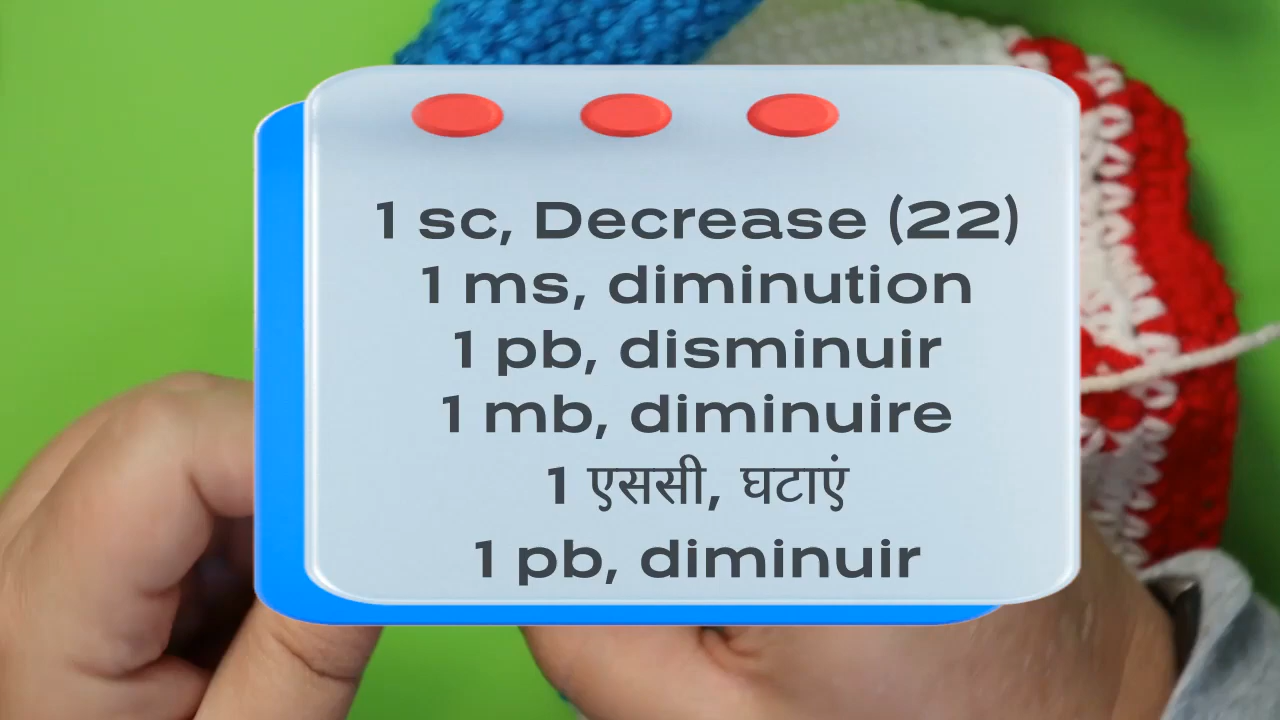 1 sc, Decrease (22)
1 ms, diminution
1 pb, disminuir
1 mb, diminuire
1 एससी, घटाएं
1 pb, diminuir